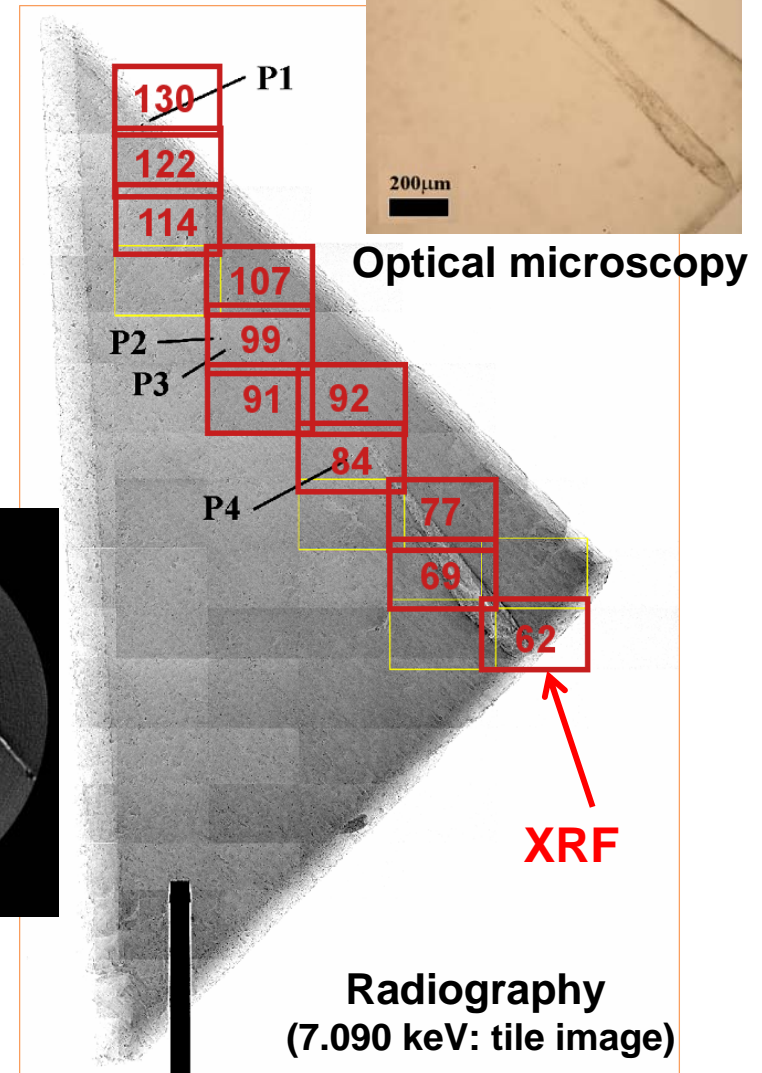 130
P1
122
200μm
114
Optical microscopy
107
P2
99
P3
91
92
84
P4
77
69
62
XRF
Radiography
(7.090 keV: tile image)